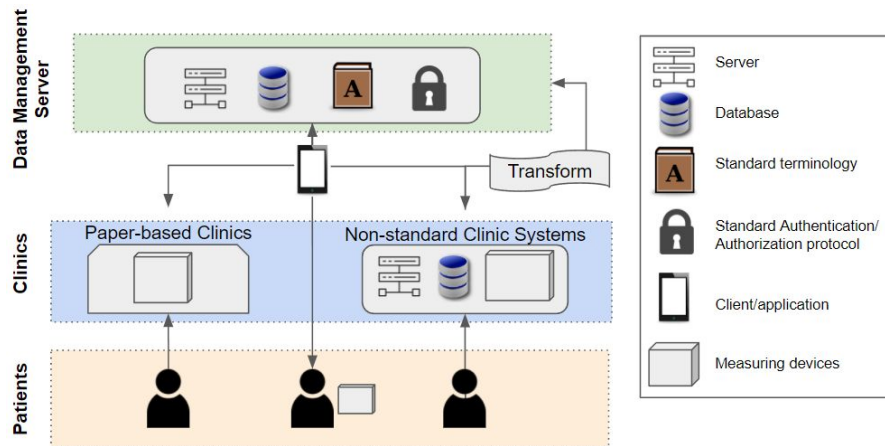 Data Management
Server
A
Transform
Clinics
Paper-based Clinics
Non-standard Clinic Systems
Patients
Server
Database
A
Standard terminology
Standard Authentication/
Authorization protocol
Client/application
Measuring devices